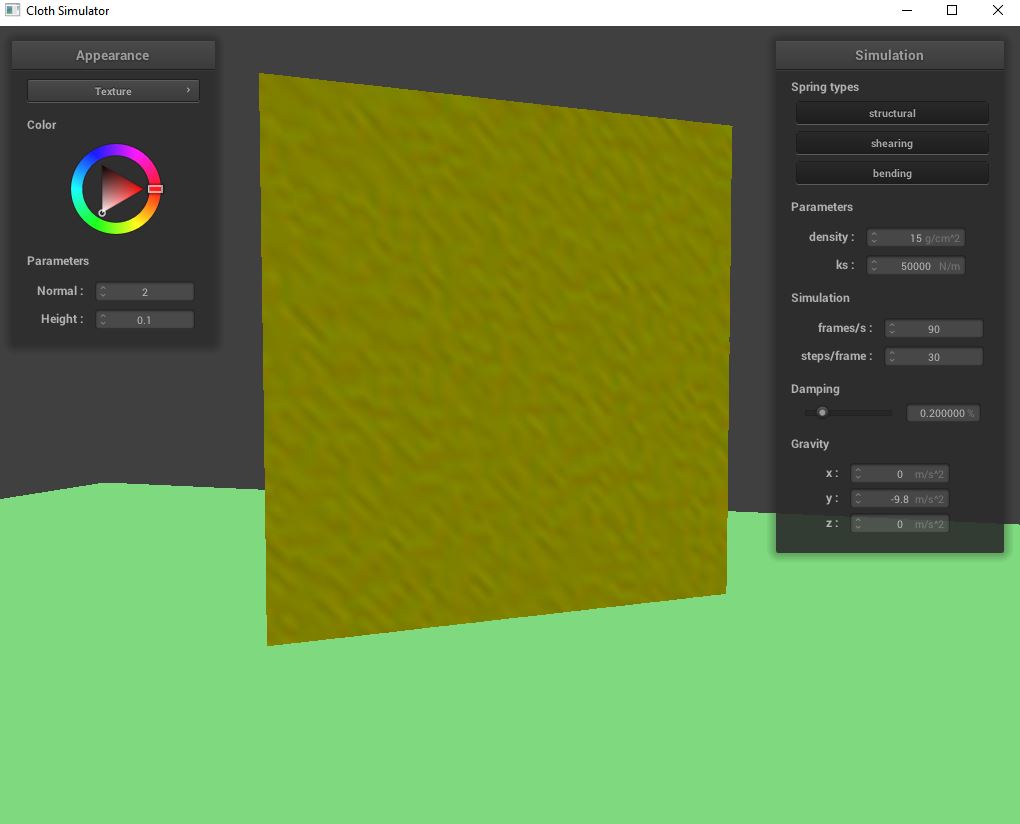 Cloth Simulator
Appearance
Texture
Color
Parameters
Normal : 2
Height : 0.1
Simulation
Spring types
structural
shearing
bending
Parameters
density : 15 g/cm^2
ks : 50000 N/m
Simulation
frames/s : 90
steps/frame : 30
Damping
0.200000 %
Gravity
x : 0 m/s^2
y : -9.8 m/s^2
z : 0 m/s^2